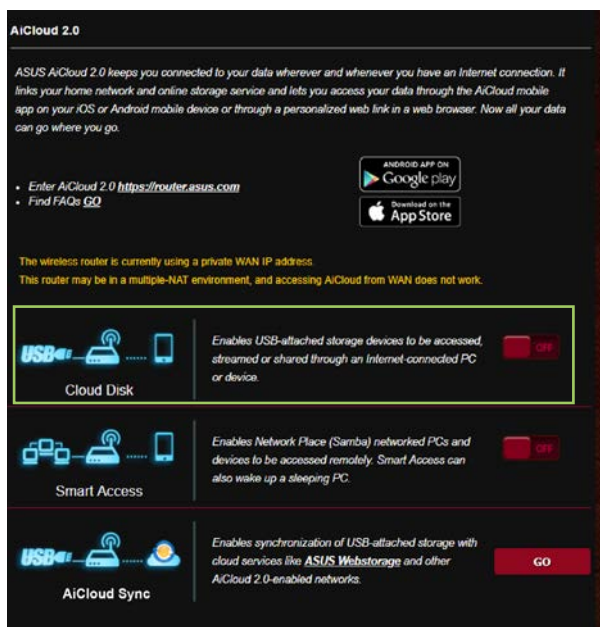 AiCloud 2.0
ASUS AiCloud 2.0 keeps you connected to your data wherever and whenever you have an Internet connection. It
links your home network and online storage service and lets you access your data through the AiCloud mobile
app on your iOS or Android mobile device or through a personalized web link in a web browser. Now all your data
can go where you go.
ANDROID APP ON
Google play
• Enter AiCloud 2.0 https://router.asus.com
• Find FAQs GO
Download on the
App Store
The wireless router is currently using a private WAN IP address.
This router may be in a multiple-NAT environment, and accessing AiCloud from WAN does not work.
USB
Cloud Disk
Enables USB-attached storage devices to be accessed,
streamed or shared through an Internet-connected PC
or device.
OFF
Smart Access
Enables Network Place (Samba) networked PCs and
devices to be accessed remotely. Smart Access can
also wake up a sleeping PC.
OFF
USB
AiCloud Sync
Enables synchronization of USB-attached storage with
cloud services like ASUS Webstorage and other
AiCloud 2.0-enabled networks.
GO